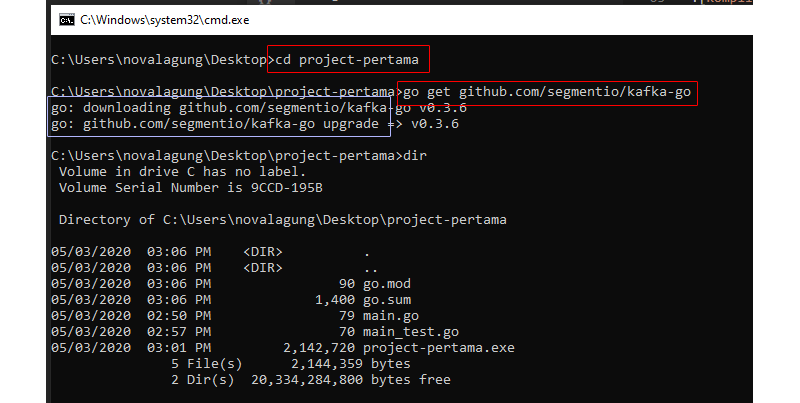 C:\Windows\system32\cmd.exe
C:\Users\novalagung\Desktop>cd project-pertama
C:\Users\novalagung\Desktop\project-pertama>go get github.com/segmentio/kafka-go
go: downloading github.com/segmentio/kafka-go v0.3.6
go: github.com/segmentio/kafka-go upgrade => v0.3.6
C:\Users\novalagung\Desktop\project-pertama>dir
 Volume in drive C has no label.
 Volume Serial Number is 9CCD-195B
 Directory of C:\Users\novalagung\Desktop\project-pertama
05/03/2020  03:06 PM    <DIR>          .
05/03/2020  03:06 PM    <DIR>          ..
05/03/2020  03:06 PM                90 go.mod
05/03/2020  03:06 PM             1,400 go.sum
05/03/2020  02:50 PM                79 main.go
05/03/2020  02:57 PM                70 main_test.go
05/03/2020  03:01 PM         2,142,720 project-pertama.exe
               5 File(s)      2,144,359 bytes
               2 Dir(s)  20,334,284,800 bytes free